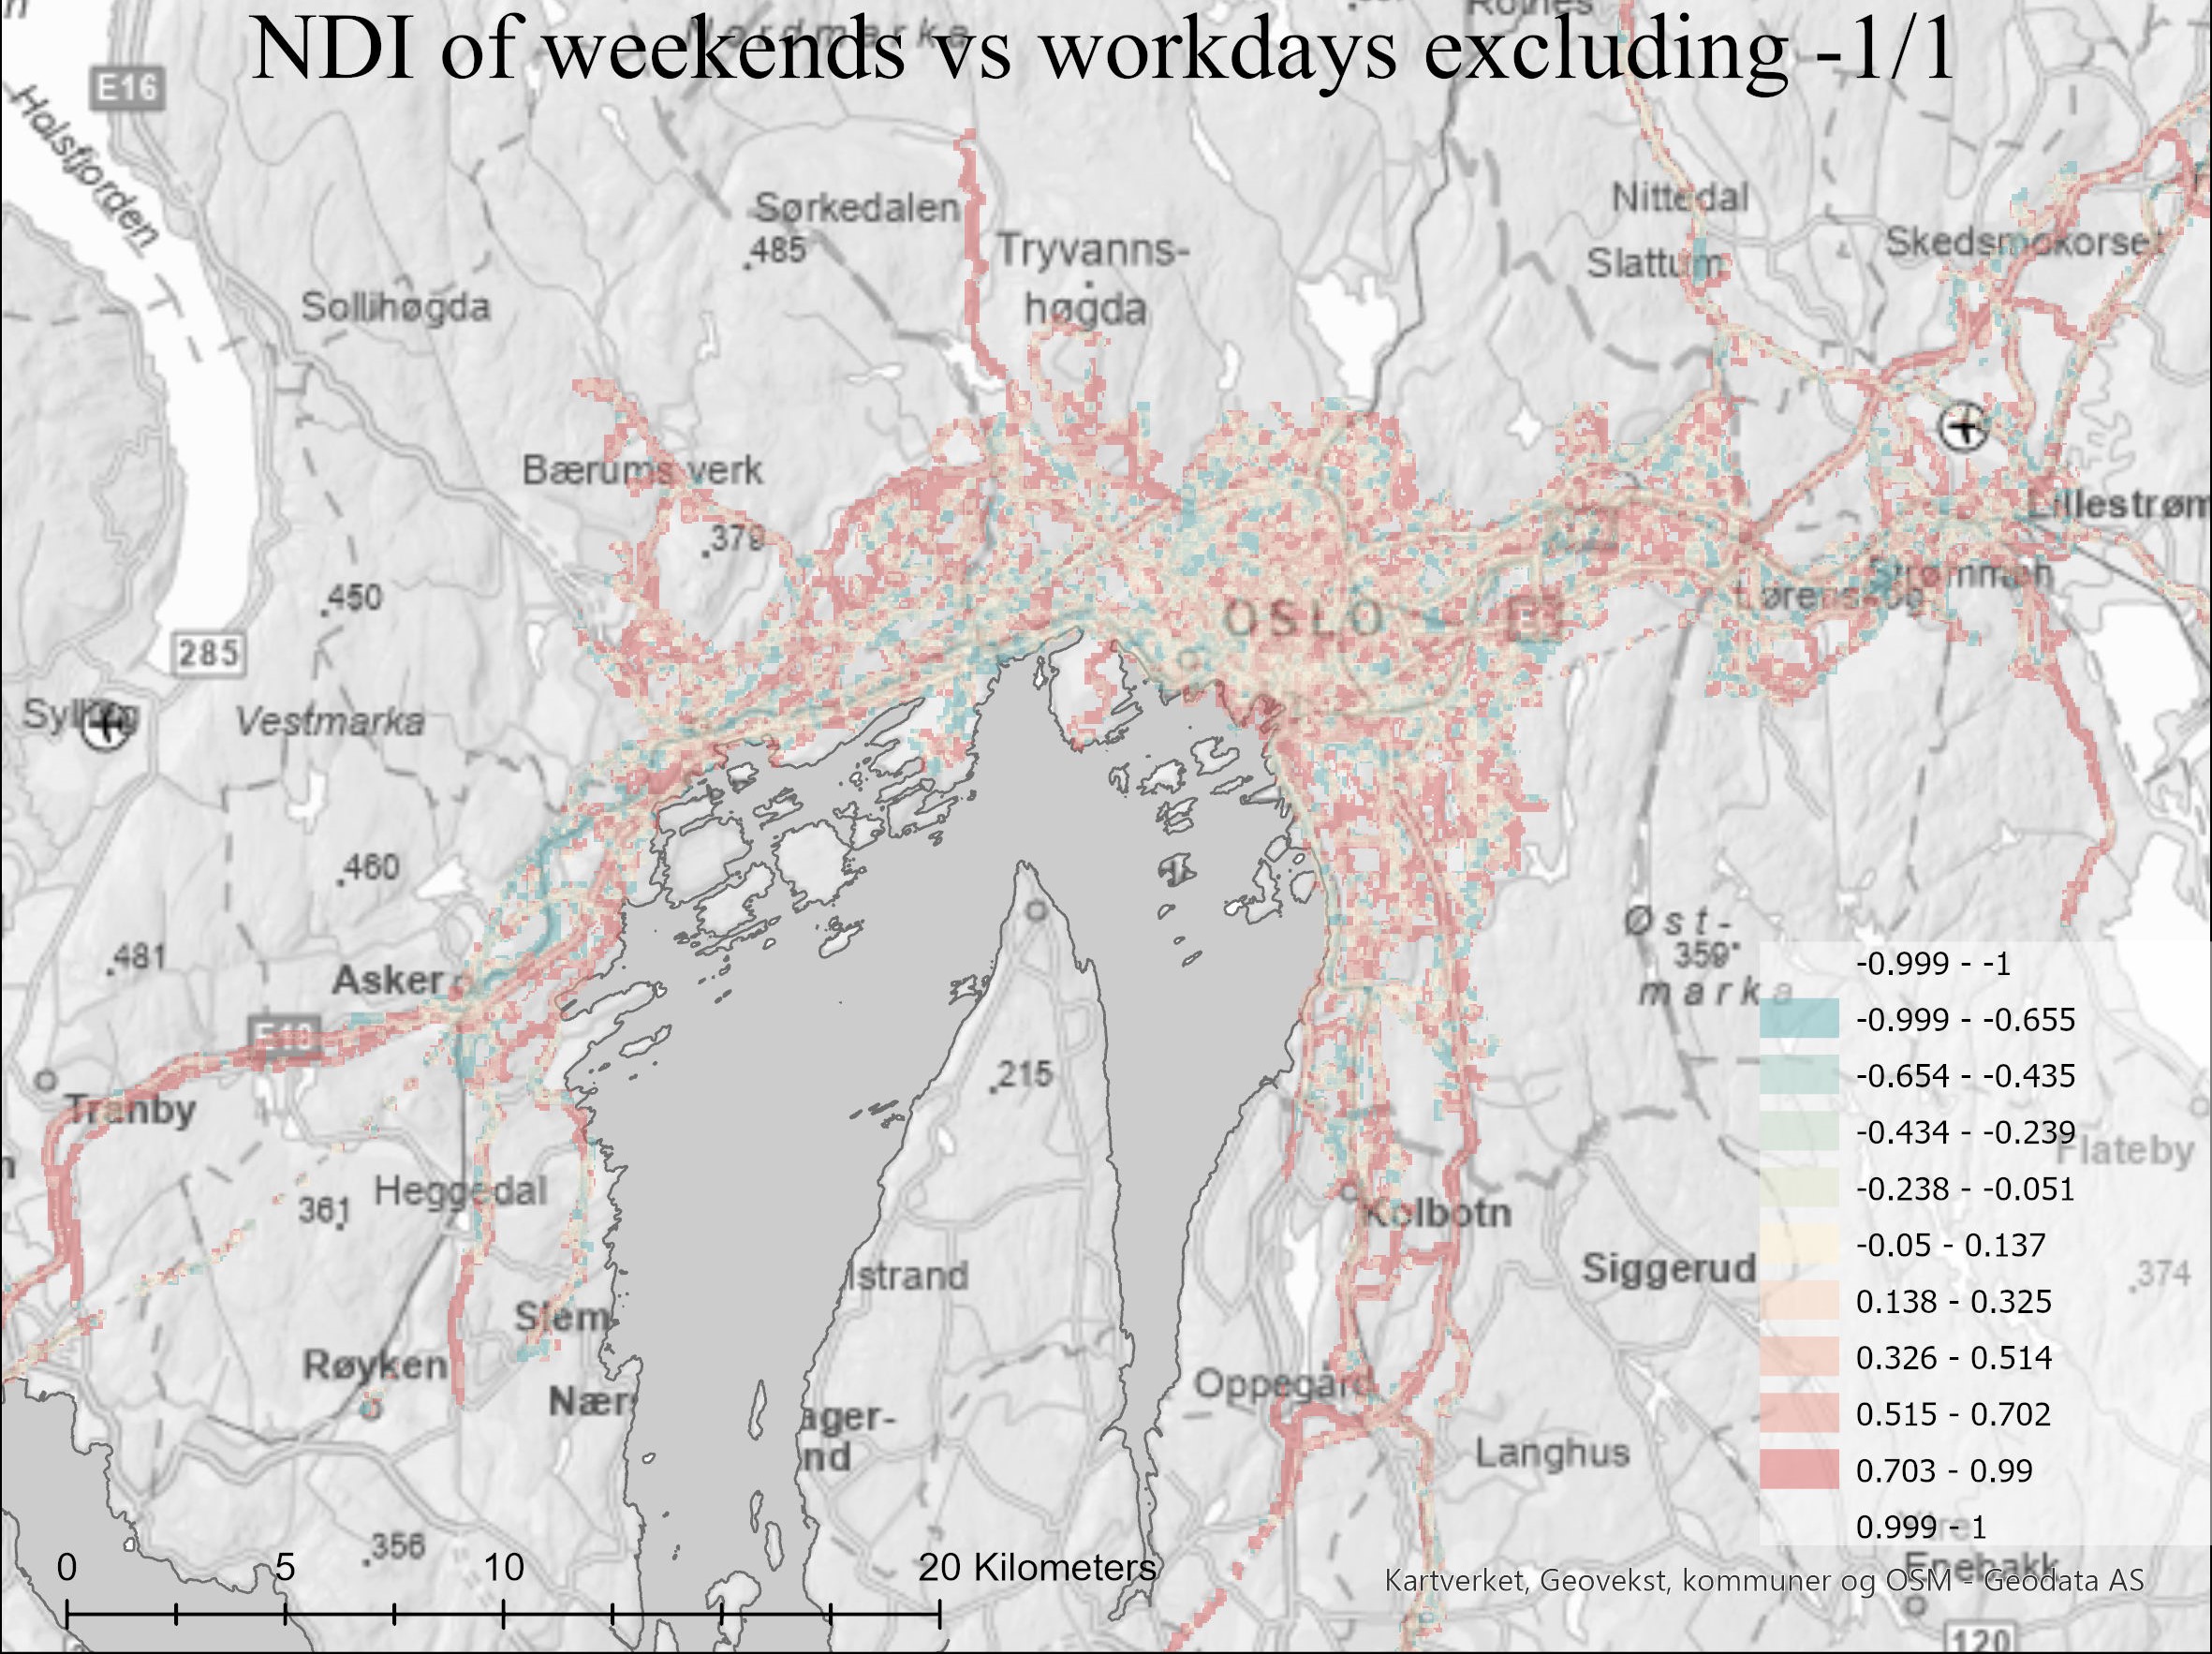 NDI of weekends vs workdays excluding -1/1
Nordmarka
E16
Holsfjorden
Sørkedalen
485
Tryvanns-
høgda
Nittedal
Slattum
Skedsmokorset
Sollihøgda
Bærums verk
379
Lillestrøm
Strømmen
OSLO
E6
Lørenskog
450
285
Vestmarka
460
481
Asker
E18
Øst-
359
marka
215
Tranby
361
Heggedal
Kolbotn
Siggerud
Flateby
374
lstrand
Slem
Røyken
Nær
Oppegård
ager-
nd
Langhus
356
Enebakk
120
-0.999 - -1
-0.999 - -0.655
-0.654 - -0.435
-0.434 - -0.239
-0.238 - -0.051
-0.05 - 0.137
0.138 - 0.325
0.326 - 0.514
0.515 - 0.702
0.703 - 0.99
0.999 - 1
0 5 10 20 Kilometers
Kartverket, Geovekst, kommuner og OSM - Geodata AS